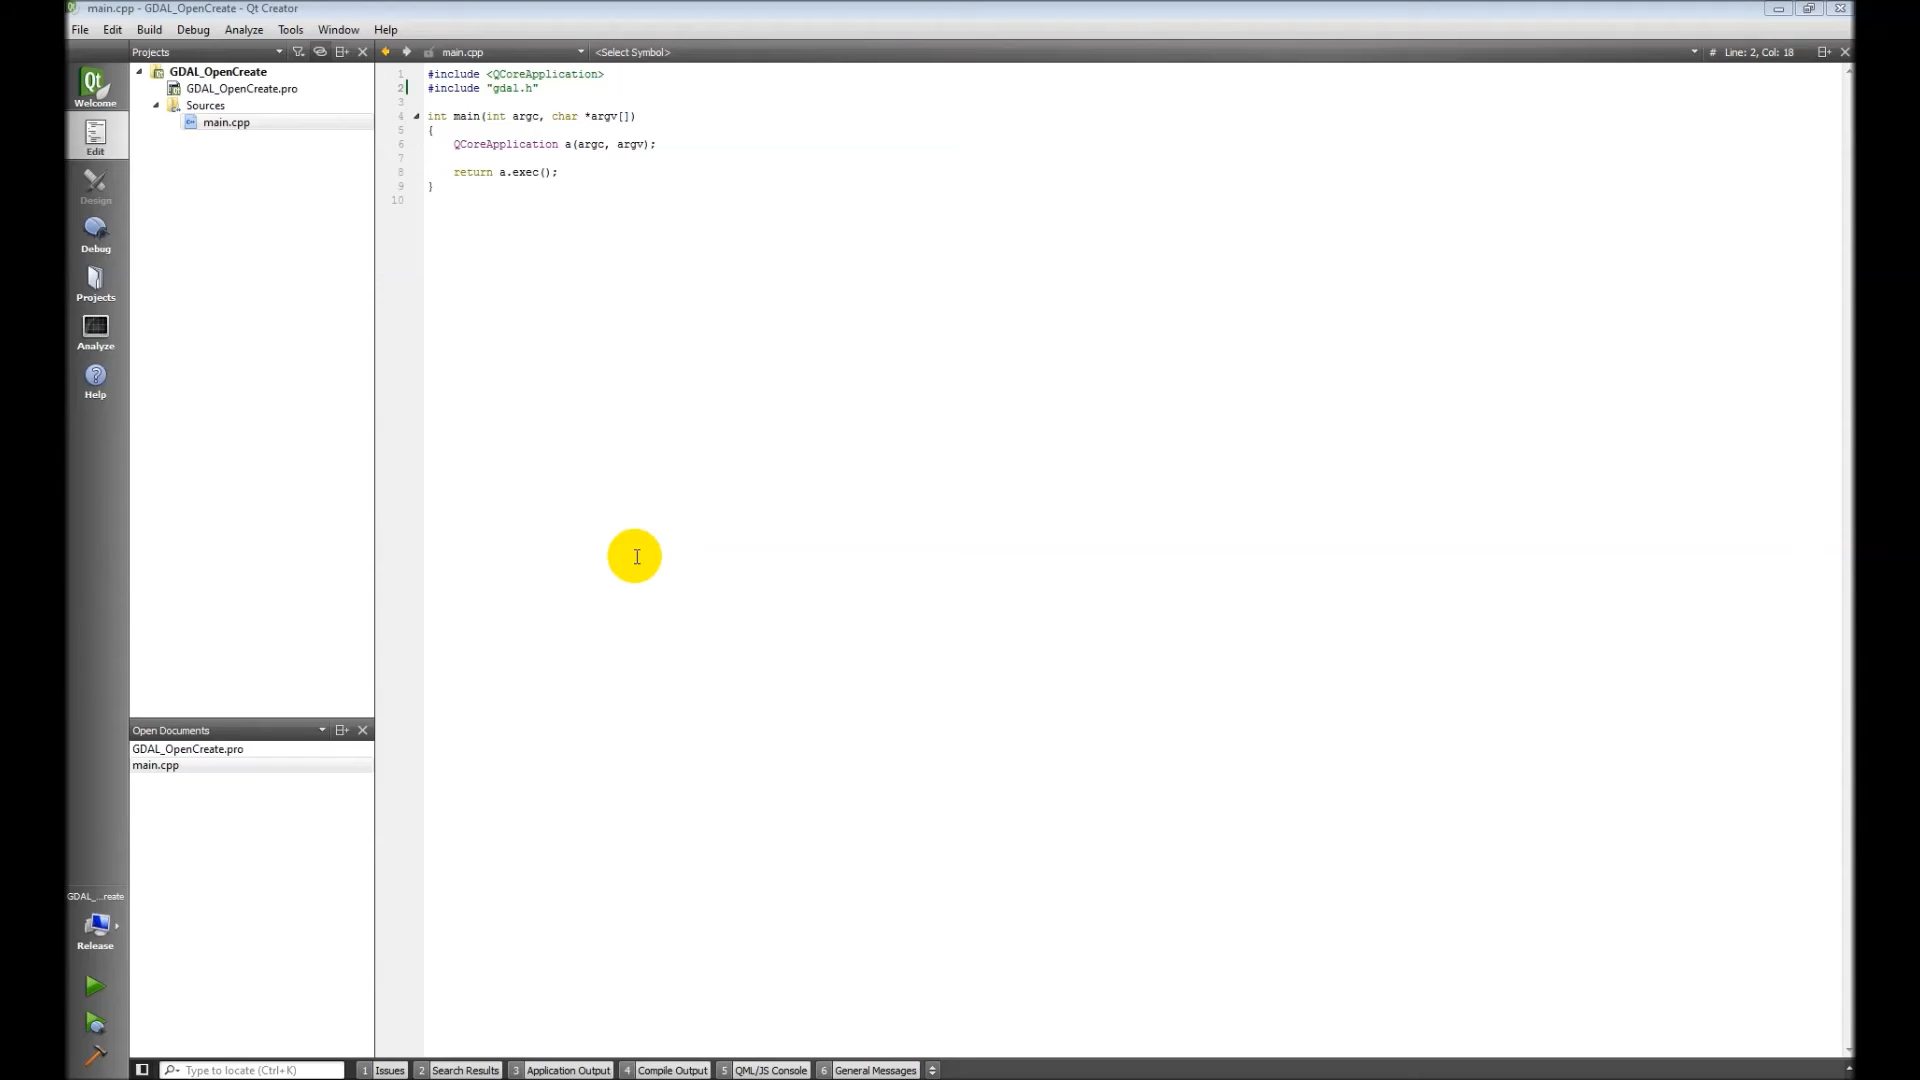 main.cpp - GDAL_OpenCreate - Qt Creator
File Edit Build Debug Analyze Tools Window Help
Projects main.cpp <Select Symbol> # Line: 2, Col: 18
Welcome
Edit
Design
Debug
Projects
Analyze
Help
GDAL_OpenCreate
GDAL_OpenCreate.pro
Sources
main.cpp
1 #include <QCoreApplication>
2 #include "gdal.h"
3
4 int main(int argc, char *argv[])
5 {
6 QCoreApplication a(argc, argv);
7
8 return a.exec();
9 }
10
Open Documents
GDAL_OpenCreate.pro
main.cpp
GDAL_...reate
Release
Type to locate (Ctrl+K) 1 Issues 2 Search Results 3 Application Output 4 Compile Output 5 QML/JS Console 6 General Messages